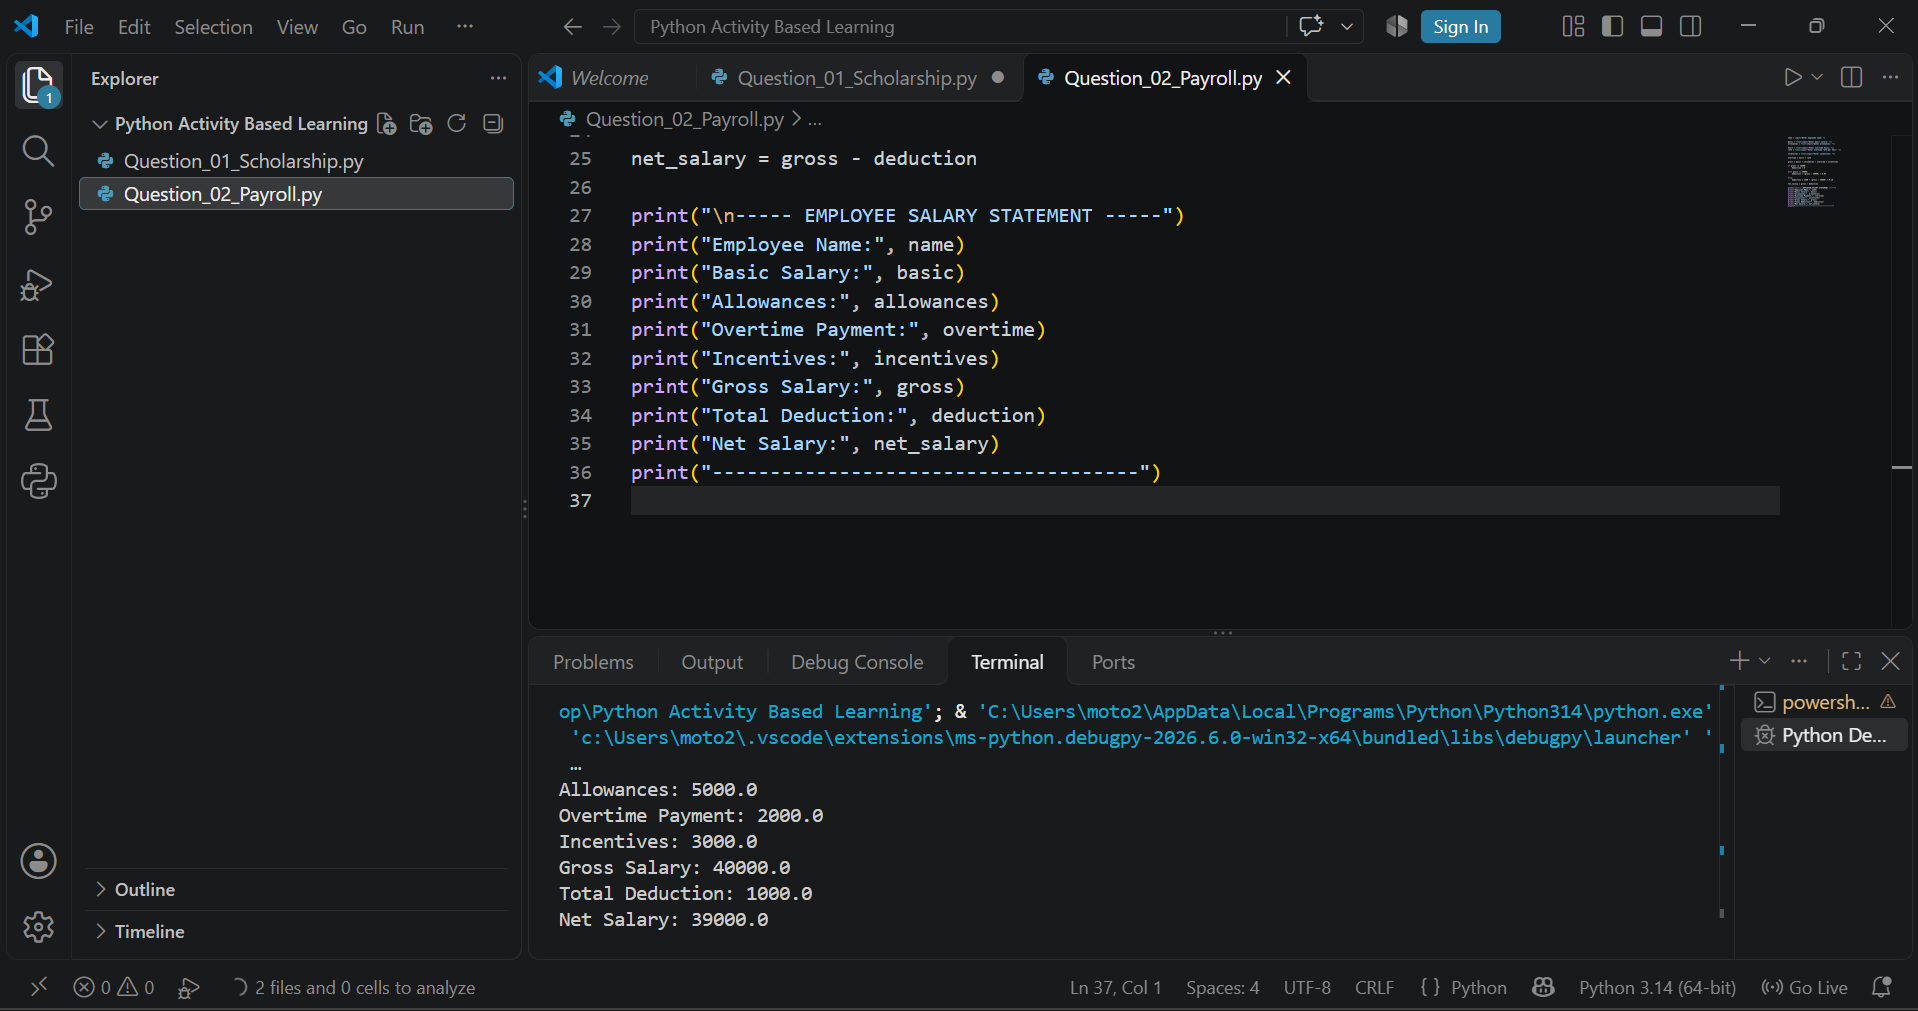 File Edit Selection View Go Run ···
Python Activity Based Learning
Sign In
Explorer
1
Python Activity Based Learning
Question_01_Scholarship.py
Question_02_Payroll.py
Outline
Timeline
Welcome
Question_01_Scholarship.py
Question_02_Payroll.py
Question_02_Payroll.py > ...
25 net_salary = gross - deduction
26
27 print("\n----- EMPLOYEE SALARY STATEMENT -----")
28 print("Employee Name:", name)
29 print("Basic Salary:", basic)
30 print("Allowances:", allowances)
31 print("Overtime Payment:", overtime)
32 print("Incentives:", incentives)
33 print("Gross Salary:", gross)
34 print("Total Deduction:", deduction)
35 print("Net Salary:", net_salary)
36 print("-------------------------------------")
37
Problems Output Debug Console Terminal Ports
op\Python Activity Based Learning'; & 'C:\Users\moto2\AppData\Local\Programs\Python\Python314\python.exe'
'c:\Users\moto2\.vscode\extensions\ms-python.debugpy-2026.6.0-win32-x64\bundled\libs\debugpy\launcher' '
…
Allowances: 5000.0
Overtime Payment: 2000.0
Incentives: 3000.0
Gross Salary: 40000.0
Total Deduction: 1000.0
Net Salary: 39000.0
powersh...
Python De...
0 0 2 files and 0 cells to analyze
Ln 37, Col 1 Spaces: 4 UTF-8 CRLF { } Python Python 3.14 (64-bit) Go Live